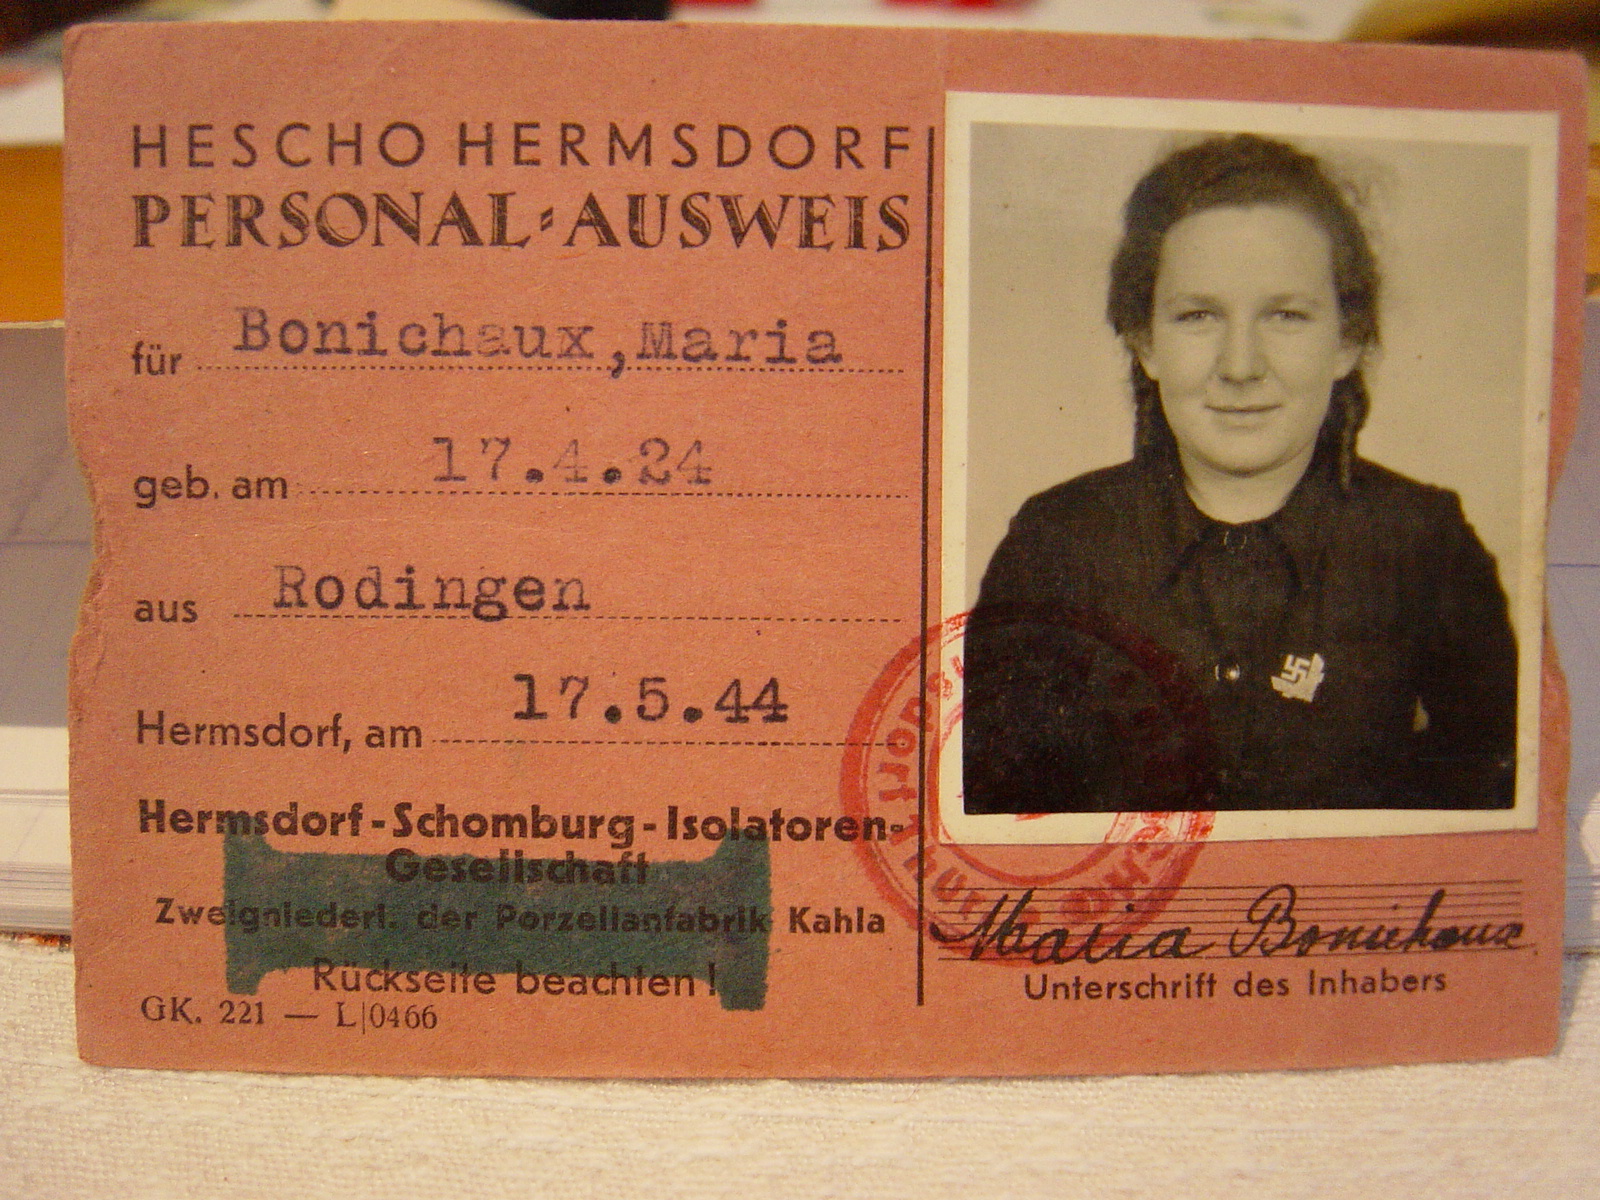 HESCHO HERMSDORF
PERSONAL-AUSWEIS
für Bonichaux, Maria
geb. am 17.4.24
aus Rodingen
Hermsdorf, am 17.5.44
Hermsdorf-Schomburg-Isolatoren-
Gesellschaft
Zweigniederl. der Porzellanfabrik Kahla
Rückseite beachten!
GK. 221 — L|0466
Maria Bonichaux
Unterschrift des Inhabers